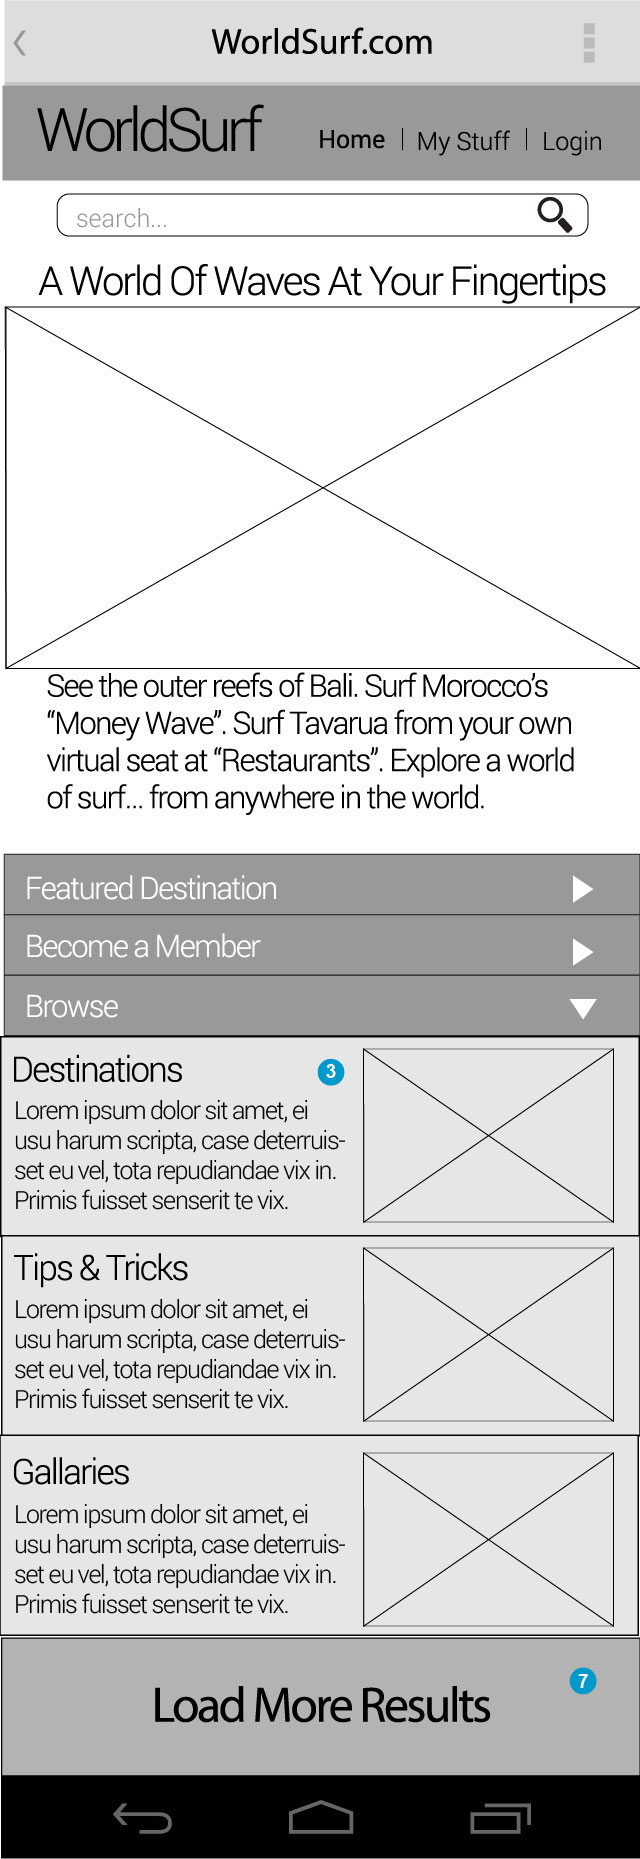 WorldSurf.com
WorldSurf
Home | My Stuff | Login
search...
A World Of Waves At Your Fingertips
See the outer reefs of Bali. Surf Morocco’s
“Money Wave”. Surf Tavarua from your own
virtual seat at “Restaurants”. Explore a world
of surf... from anywhere in the world.
Featured Destination
Become a Member
Browse
Destinations
3
Lorem ipsum dolor sit amet, ei
usu harum scripta, case deterruis-
set eu vel, tota repudiandae vix in.
Primis fuisset senserit te vix.
Tips & Tricks
Lorem ipsum dolor sit amet, ei
usu harum scripta, case deterruis-
set eu vel, tota repudiandae vix in.
Primis fuisset senserit te vix.
Gallaries
Lorem ipsum dolor sit amet, ei
usu harum scripta, case deterruis-
set eu vel, tota repudiandae vix in.
Primis fuisset senserit te vix.
7
Load More Results